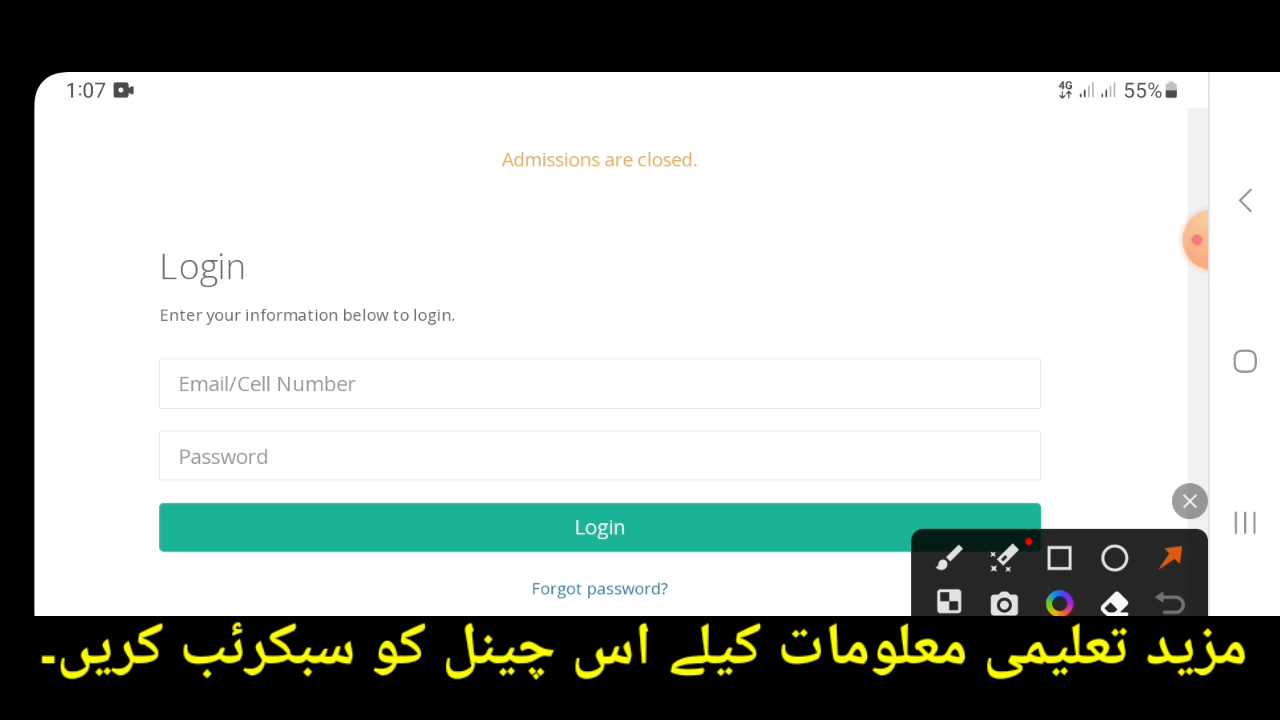 1:07
4G
55%
Admissions are closed.
Login
Enter your information below to login.
Email/Cell Number
Password
Login
Forgot password?
مزید تعلیمی معلومات کیلے اس چینل کو سبکرئب کریں۔